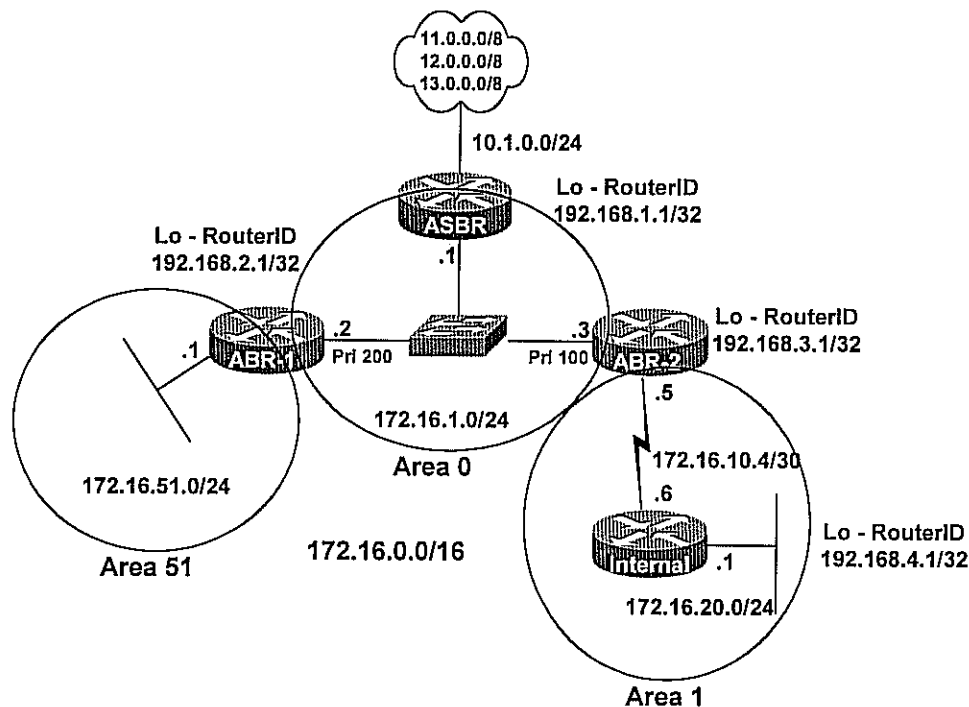 11.0.0.0/8
12.0.0.0/8
13.0.0.0/8
10.1.0.0/24
Lo - RouterID
192.168.1.1/32
ASBR
.1
Lo - RouterID
192.168.2.1/32
.1
ABR-1
.2
Pri 200
.3
Pri 100
ABR-2
Lo - RouterID
192.168.3.1/32
.5
172.16.1.0/24
Area 0
172.16.51.0/24
Area 51
172.16.0.0/16
172.16.10.4/30
.6
Internal
.1
Lo - RouterID
192.168.4.1/32
172.16.20.0/24
Area 1